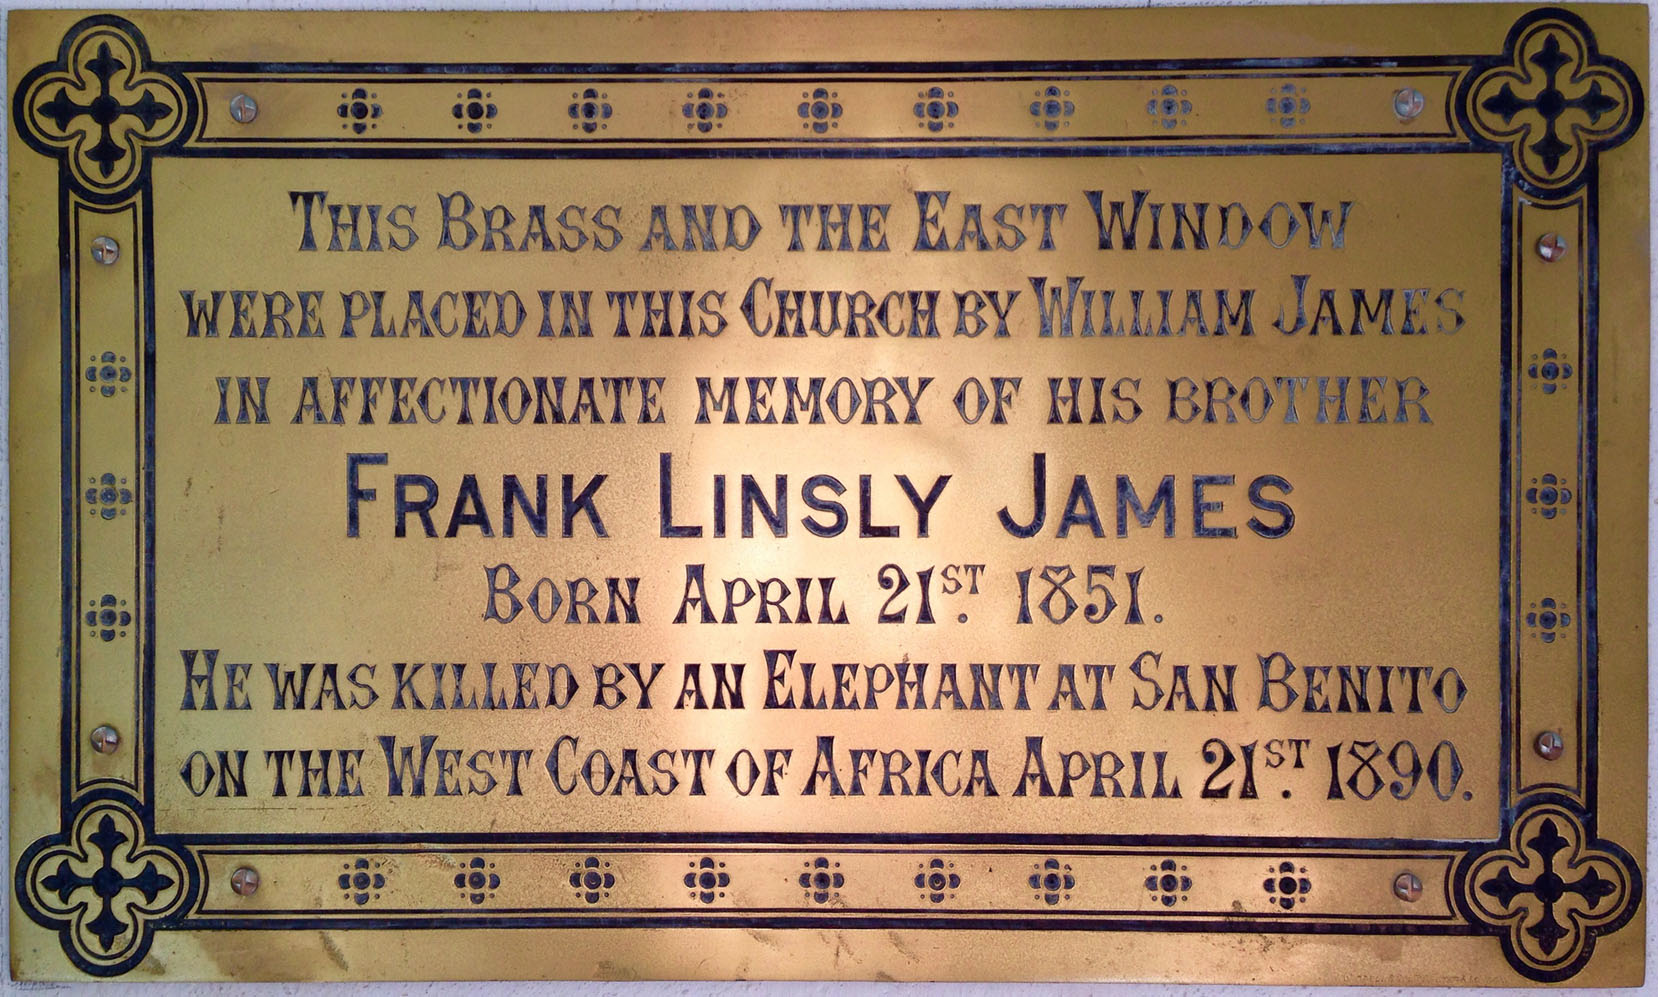 This Brass and the East Window
were placed in this Church by William James
in affectionate memory of his brother
Frank Linsly James
Born April 21st. 1851.
He was killed by an Elephant at San Benito
on the West Coast of Africa April 21st. 1890.